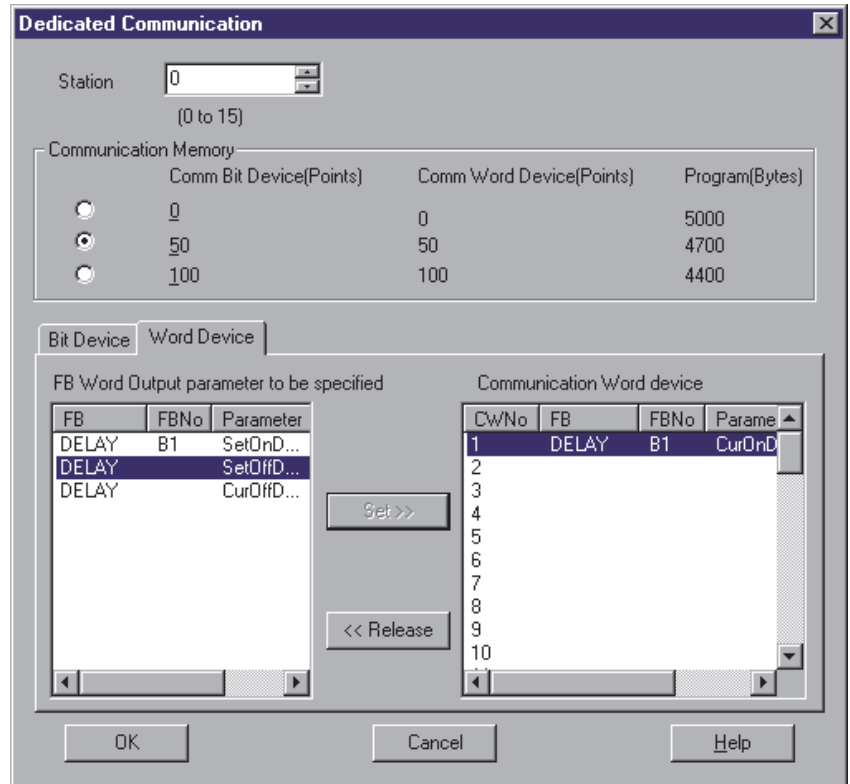 Dedicated Communication
Station 0
(0 to 15)
Communication Memory
Comm Bit Device(Points) Comm Word Device(Points) Program(Bytes)
0 0 5000
50 50 4700
100 100 4400
Bit Device Word Device
FB Word Output parameter to be specified Communication Word device
FB FBNo Parameter CWNo FB FBNo Parame
DELAY B1 SetOnD... 1 DELAY B1 CurOnD
DELAY SetOffD... 2
DELAY CurOffD... 3
Set >> 4
5
6
7
8
<< Release 9
10
OK Cancel Help